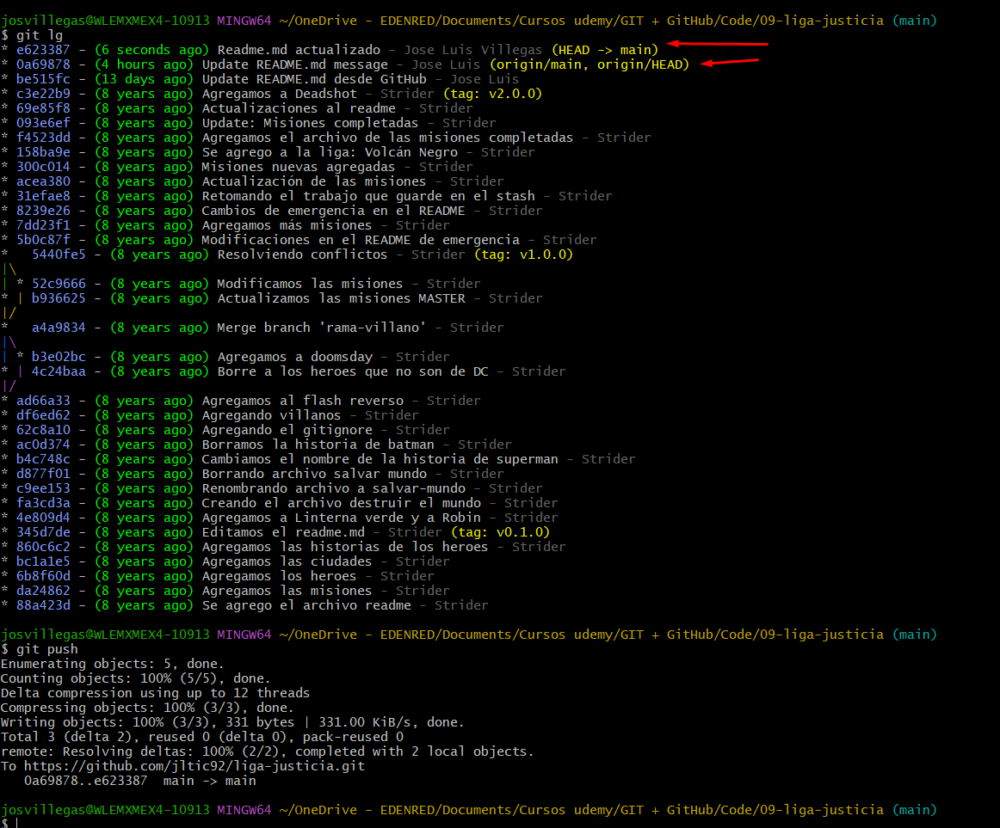 josvillegas@WLEMXMEX4-10913 MINGW64 ~/OneDrive - EDENRED/Documents/Cursos udemy/GIT + GitHub/Code/09-liga-justicia (main)
$ git lg
* e623387 - (6 seconds ago) Readme.md actualizado - Jose Luis Villegas (HEAD -> main)
* 0a69878 - (4 hours ago) Update README.md message - Jose Luis (origin/main, origin/HEAD)
* be515fc - (13 days ago) Update README.md desde GitHub - Jose Luis
* c3e22b9 - (8 years ago) Agregamos a Deadshot - Strider (tag: v2.0.0)
* 69e85f8 - (8 years ago) Actualizaciones al readme - Strider
* 093e6ef - (8 years ago) Update: Misiones completadas - Strider
* f4523dd - (8 years ago) Agregamos el archivo de las misiones completadas - Strider
* 158ba9e - (8 years ago) Se agrego a la liga: Volcán Negro - Strider
* 300c014 - (8 years ago) Misiones nuevas agregadas - Strider
* acea380 - (8 years ago) Actualización de las misiones - Strider
* 31efae8 - (8 years ago) Retomando el trabajo que guarde en el stash - Strider
* 8239e26 - (8 years ago) Cambios de emergencia en el README - Strider
* 7dd23f1 - (8 years ago) Agregamos más misiones - Strider
* 5b0c87f - (8 years ago) Modificaciones en el README de emergencia - Strider
*   5440fe5 - (8 years ago) Resolviendo conflictos - Strider (tag: v1.0.0)
|\
| * 52c9666 - (8 years ago) Modificamos las misiones - Strider
* | b936625 - (8 years ago) Actualizamos las misiones MASTER - Strider
|/
*   a4a9834 - (8 years ago) Merge branch 'rama-villano' - Strider
|\
| * b3e02bc - (8 years ago) Agregamos a doomsday - Strider
* | 4c24baa - (8 years ago) Borre a los heroes que no son de DC - Strider
|/
* ad66a33 - (8 years ago) Agregamos al flash reverso - Strider
* df6ed62 - (8 years ago) Agregando villanos - Strider
* 62c8a10 - (8 years ago) Agregando el gitignore - Strider
* ac0d374 - (8 years ago) Borramos la historia de batman - Strider
* b4c748c - (8 years ago) Cambiamos el nombre de la historia de superman - Strider
* d877f01 - (8 years ago) Borrando archivo salvar mundo - Strider
* c9ee153 - (8 years ago) Renombrando archivo a salvar-mundo - Strider
* fa3cd3a - (8 years ago) Creando el archivo destruir el mundo - Strider
* 4e809d4 - (8 years ago) Agregamos a Linterna verde y a Robin - Strider
* 345d7de - (8 years ago) Editamos el readme.md - Strider (tag: v0.1.0)
* 860c6c2 - (8 years ago) Agregamos las historias de los heroes - Strider
* bc1a1e5 - (8 years ago) Agregamos las ciudades - Strider
* 6b8f60d - (8 years ago) Agregamos los heroes - Strider
* da24862 - (8 years ago) Agregamos las misiones - Strider
* 88a423d - (8 years ago) Se agrego el archivo readme - Strider
josvillegas@WLEMXMEX4-10913 MINGW64 ~/OneDrive - EDENRED/Documents/Cursos udemy/GIT + GitHub/Code/09-liga-justicia (main)
$ git push
Enumerating objects: 5, done.
Counting objects: 100% (5/5), done.
Delta compression using up to 12 threads
Compressing objects: 100% (3/3), done.
Writing objects: 100% (3/3), 331 bytes | 331.00 KiB/s, done.
Total 3 (delta 2), reused 0 (delta 0), pack-reused 0
remote: Resolving deltas: 100% (2/2), completed with 2 local objects.
To https://github.com/jltic92/liga-justicia.git
   0a69878..e623387  main -> main
josvillegas@WLEMXMEX4-10913 MINGW64 ~/OneDrive - EDENRED/Documents/Cursos udemy/GIT + GitHub/Code/09-liga-justicia (main)
$